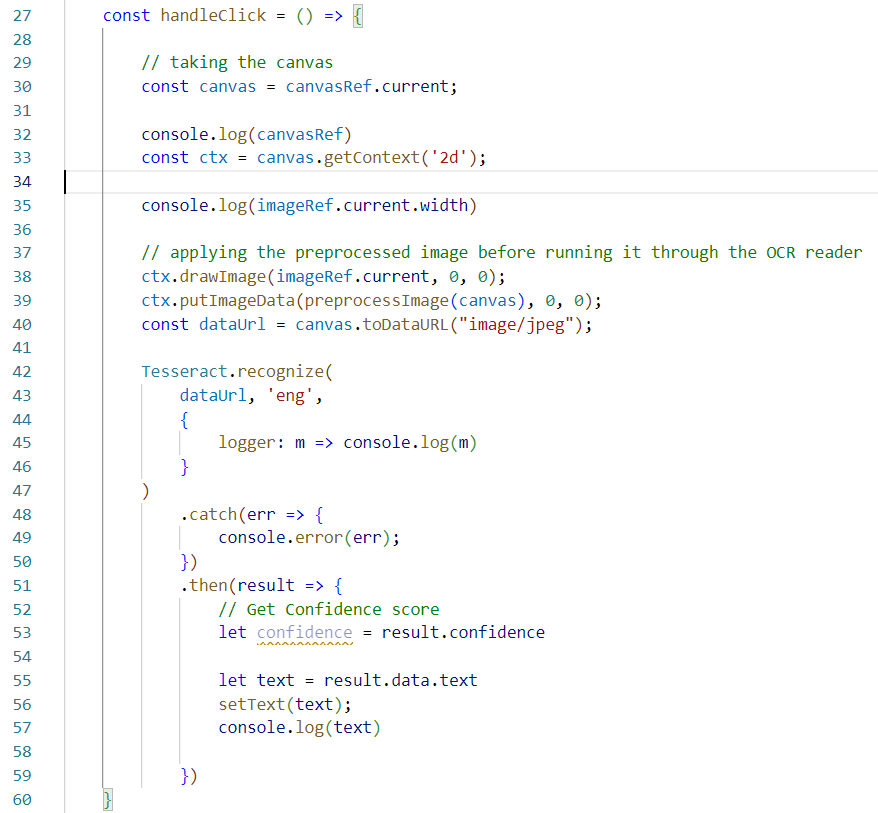 27 const handleClick = () => {
28
29 // taking the canvas
30 const canvas = canvasRef.current;
31
32 console.log(canvasRef)
33 const ctx = canvas.getContext('2d');
34
35 console.log(imageRef.current.width)
36
37 // applying the preprocessed image before running it through the OCR reader
38 ctx.drawImage(imageRef.current, 0, 0);
39 ctx.putImageData(preprocessImage(canvas), 0, 0);
40 const dataUrl = canvas.toDataURL("image/jpeg");
41
42 Tesseract.recognize(
43 dataUrl, 'eng',
44 {
45 logger: m => console.log(m)
46 }
47 )
48 .catch(err => {
49 console.error(err);
50 })
51 .then(result => {
52 // Get Confidence score
53 let confidence = result.confidence
54
55 let text = result.data.text
56 setText(text);
57 console.log(text)
58
59 })
60 }